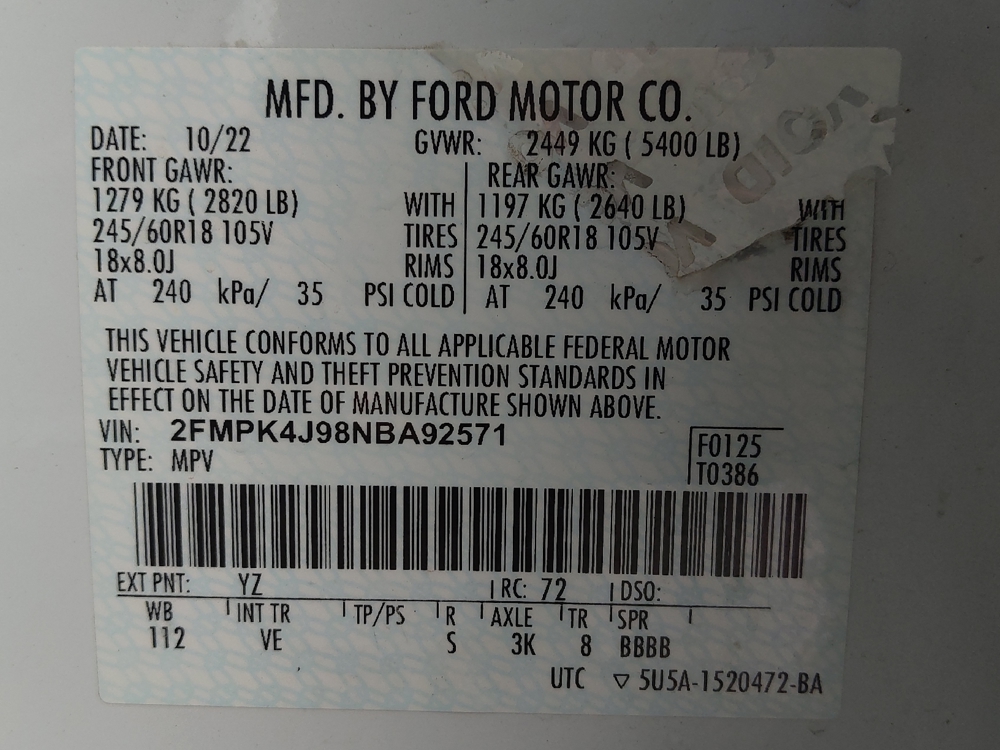 MFD. BY FORD MOTOR CO.
DATE: 10/22 GVWR: 2449 KG ( 5400 LB)
FRONT GAWR: REAR GAWR:
1279 KG ( 2820 LB) WITH 1197 KG ( 2640 LB) WITH
245/60R18 105V TIRES 245/60R18 105V TIRES
18x8.0J RIMS 18x8.0J RIMS
AT 240 kPa/ 35 PSI COLD AT 240 kPa/ 35 PSI COLD
THIS VEHICLE CONFORMS TO ALL APPLICABLE FEDERAL MOTOR
VEHICLE SAFETY AND THEFT PREVENTION STANDARDS IN
EFFECT ON THE DATE OF MANUFACTURE SHOWN ABOVE.
VIN: 2FMPK4J98NBA92571 F0125
TYPE: MPV T0386
EXT PNT: YZ RC: 72 DSO:
WB INT TR TP/PS R AXLE TR SPR
112 VE S 3K 8 BBBB
UTC ▽ 5U5A-1520472-BA